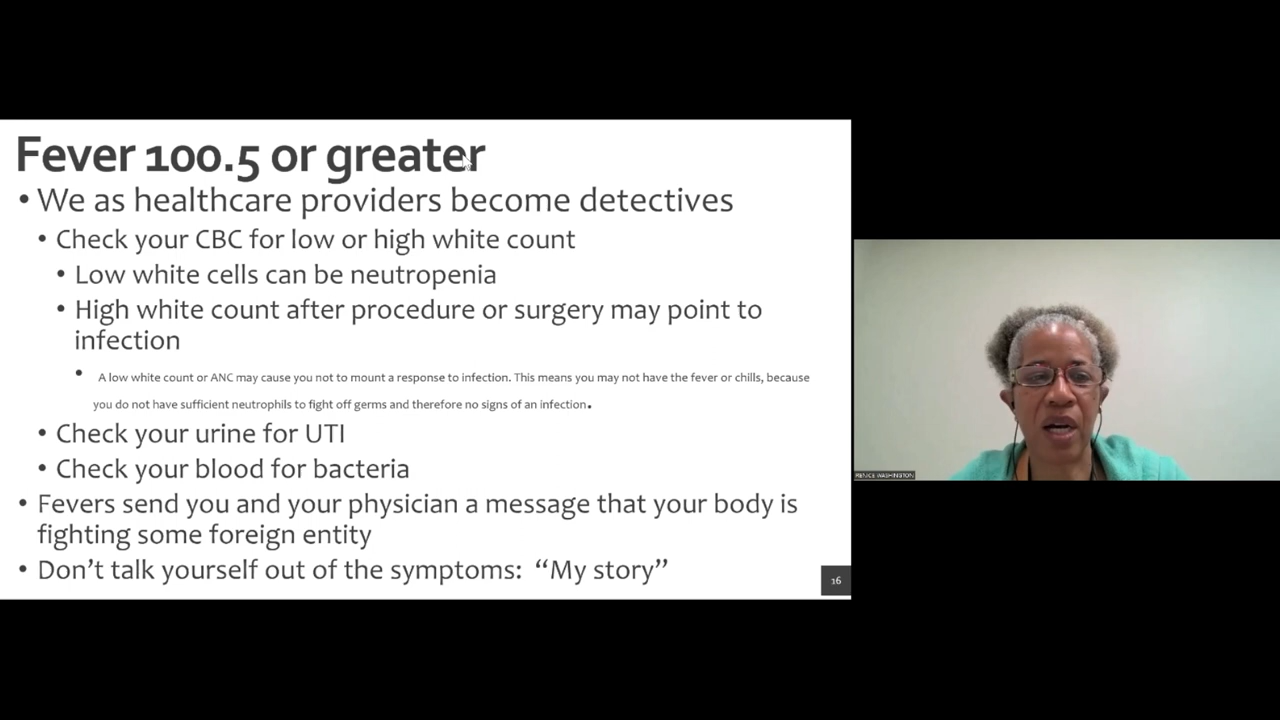 Fever 100.5 or greater
• We as healthcare providers become detectives
• Check your CBC for low or high white count
• Low white cells can be neutropenia
• High white count after procedure or surgery may point to
infection
• A low white count or ANC may cause you not to mount a response to infection. This means you may not have the fever or chills, because
you do not have sufficient neutrophils to fight off germs and therefore no signs of an infection.
• Check your urine for UTI
• Check your blood for bacteria
• Fevers send you and your physician a message that your body is
fighting some foreign entity
• Don’t talk yourself out of the symptoms: “My story”
16
RENICE WASHINGTON